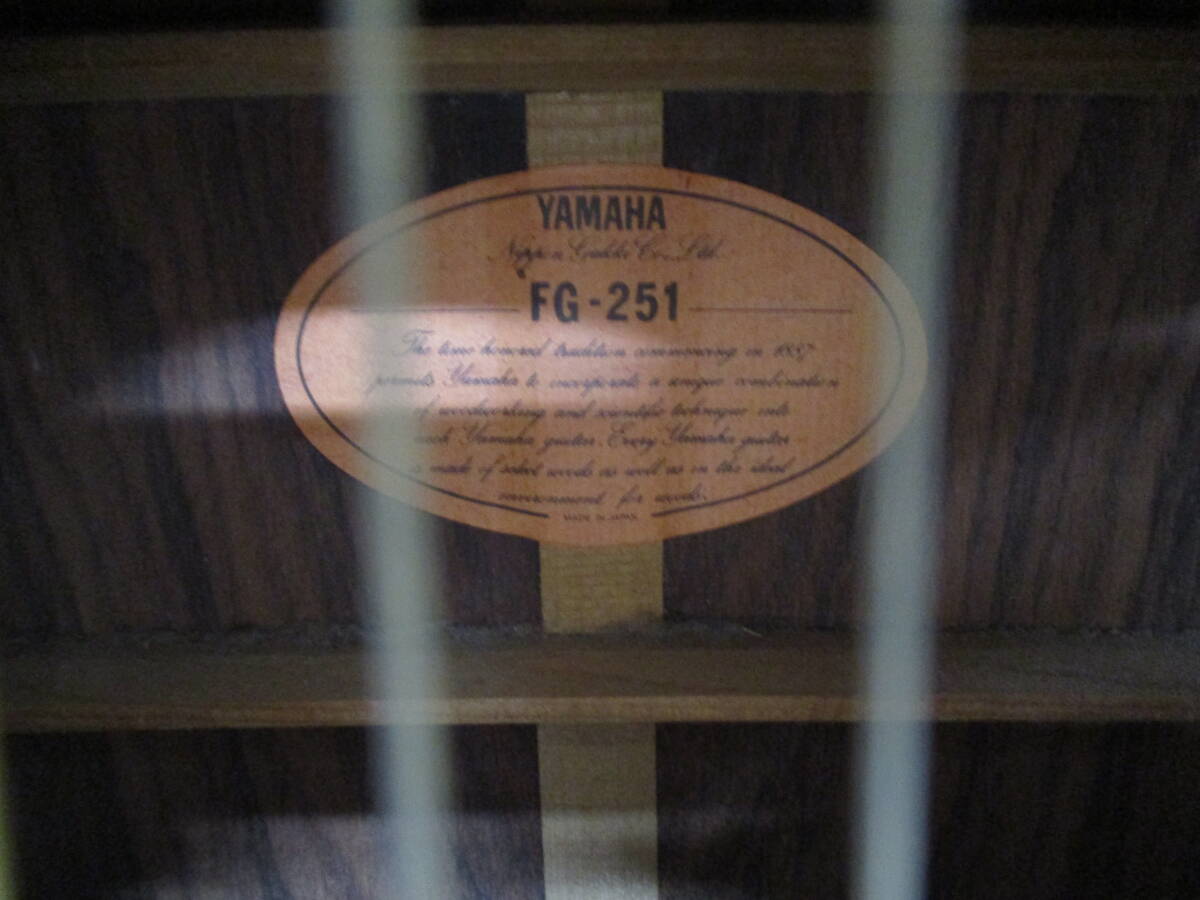 YAMAHA
Nippon Gakki Co., Ltd.
FG-251
The time honored tradition commencing in 1887
permits Yamaha to incorporate a unique combination
of woodworking and scientific technique into
each Yamaha guitar. Every Yamaha guitar
is made of select woods as well as in the ideal
environment for woods.
MADE IN JAPAN